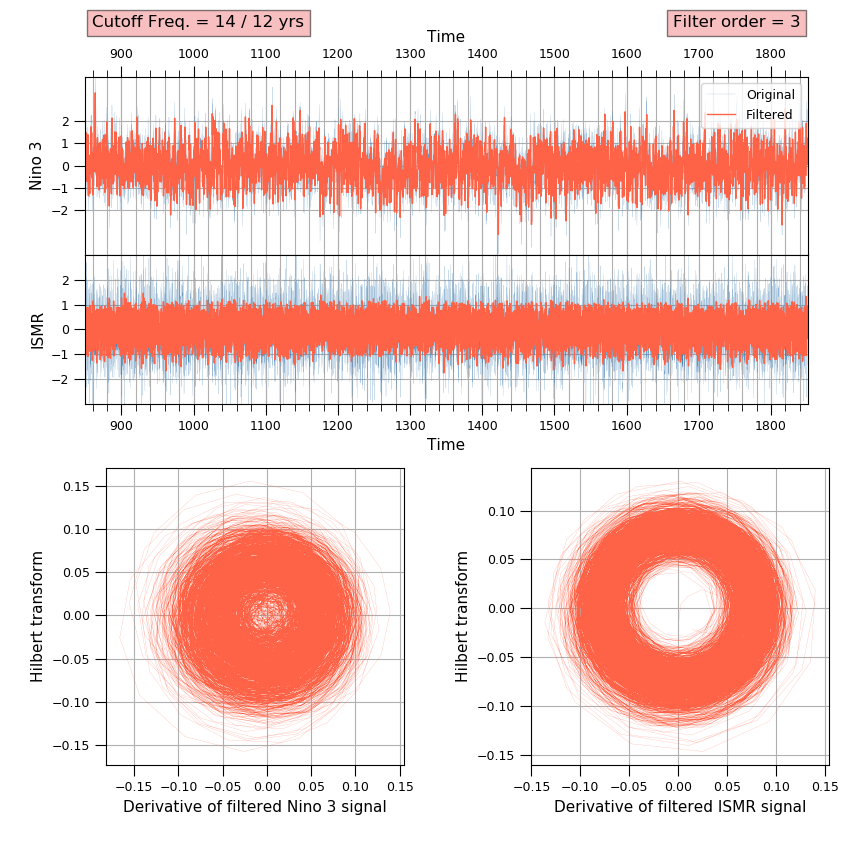 Cutoff Freq. = 14 / 12 yrs
Filter order = 3
Time
900 1000 1100 1200 1300 1400 1500 1600 1700 1800
Original
Filtered
Nino 3
2
1
0
−1
−2
ISMR
2
1
0
−1
−2
900 1000 1100 1200 1300 1400 1500 1600 1700 1800
Time
Hilbert transform
0.15
0.10
0.05
0.00
−0.05
−0.10
−0.15
−0.15 −0.10 −0.05 0.00 0.05 0.10 0.15
Derivative of filtered Nino 3 signal
Hilbert transform
0.10
0.05
0.00
−0.05
−0.10
−0.15
−0.15 −0.10 −0.05 0.00 0.05 0.10 0.15
Derivative of filtered ISMR signal